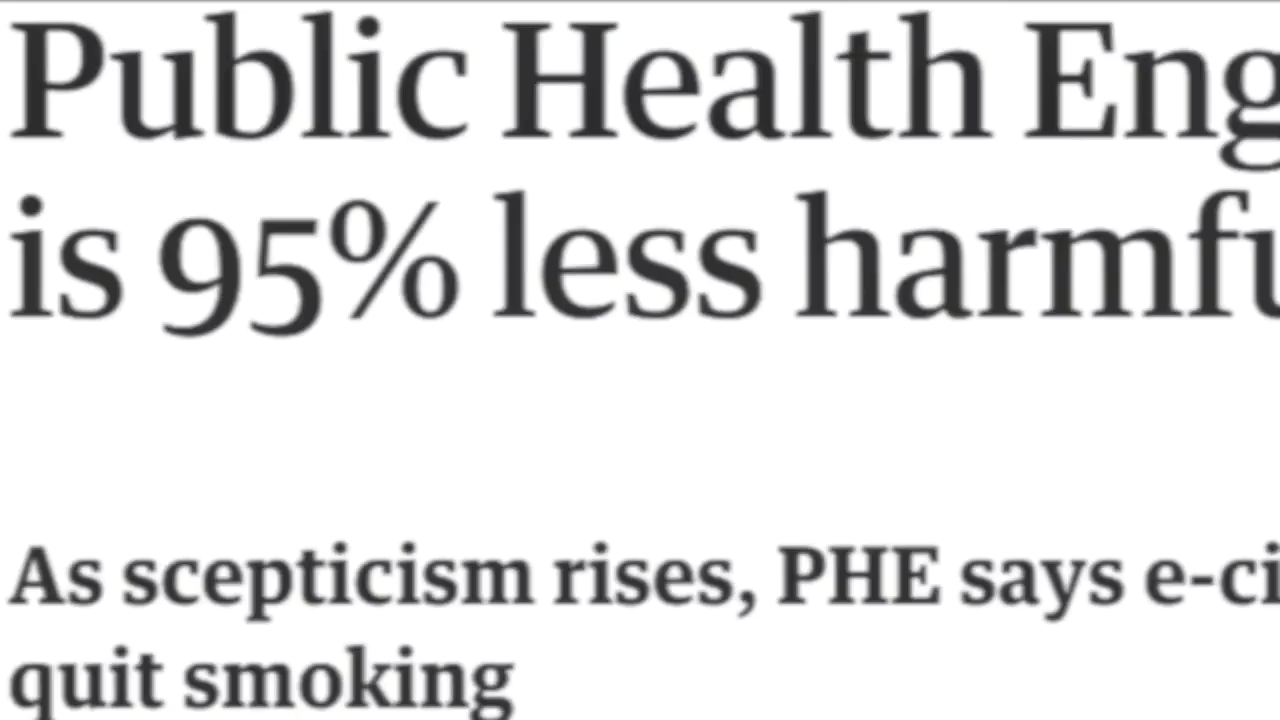 Public Health Eng
is 95% less harmfu
As scepticism rises, PHE says e-ci
quit smoking